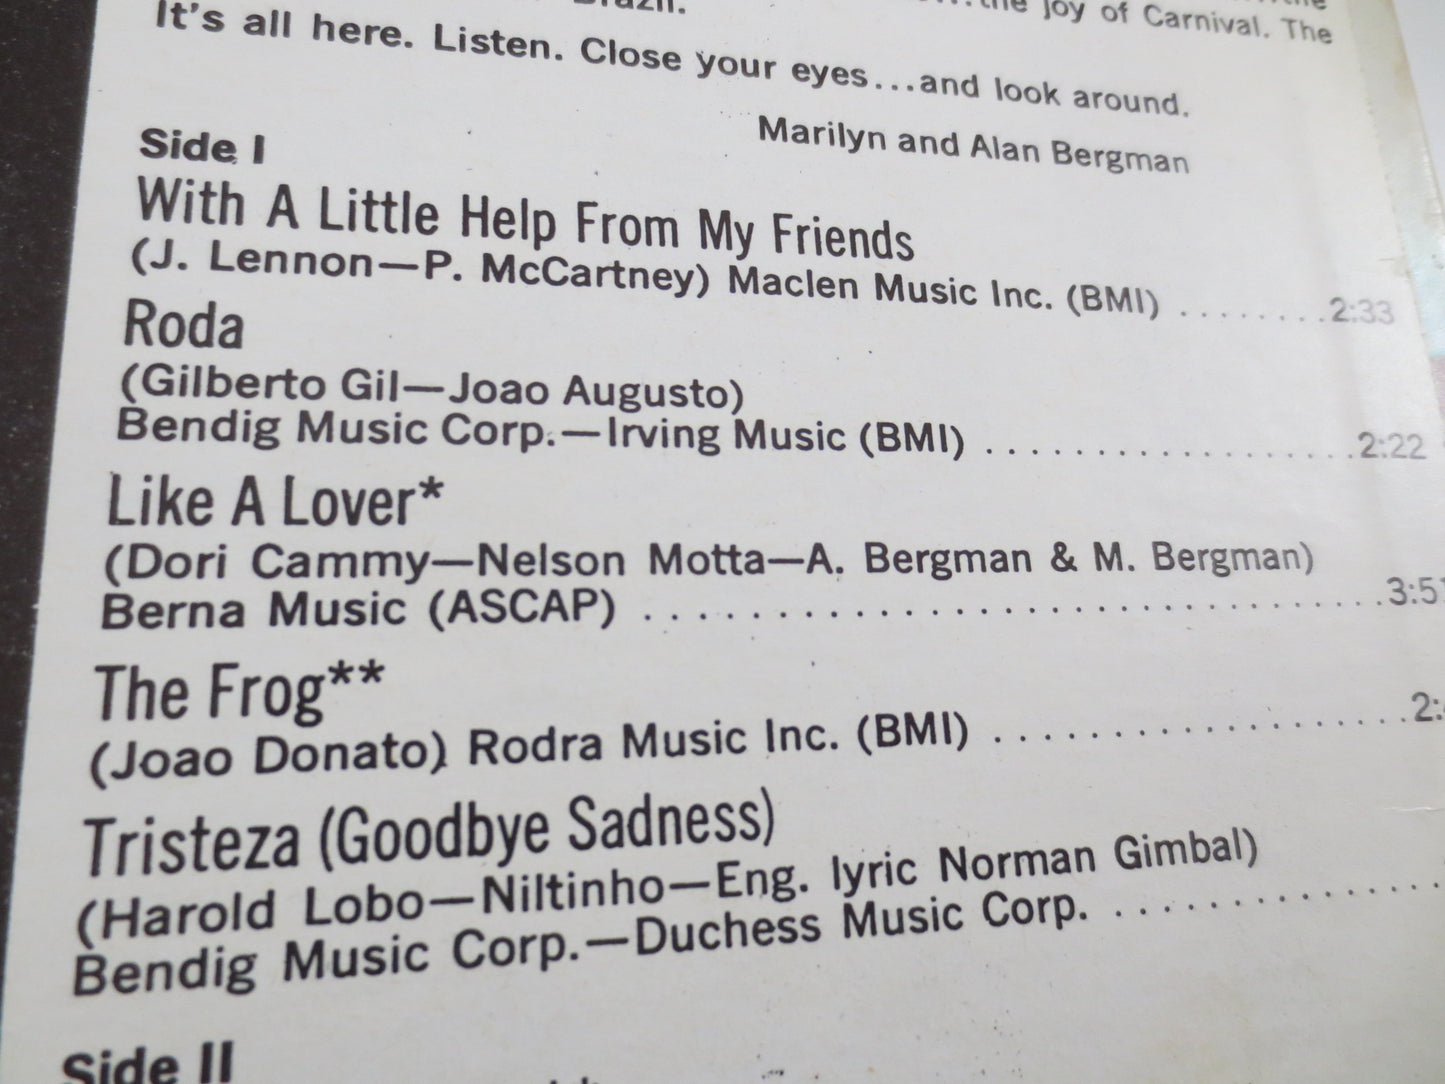 Brazil.
the joy of Carnival. The
It's all here. Listen. Close your eyes...and look around.
Marilyn and Alan Bergman
Side I
With A Little Help From My Friends
(J. Lennon—P. McCartney) Maclen Music Inc. (BMI) ........2:33
Roda
(Gilberto Gil—Joao Augusto)
Bendig Music Corp.—Irving Music (BMI) ....................2:22
Like A Lover*
(Dori Cammy—Nelson Motta—A. Bergman & M. Bergman)
Berna Music (ASCAP) ............................3:5
The Frog**
(Joao Donato) Rodra Music Inc. (BMI) ..................2:
Tristeza (Goodbye Sadness)
(Harold Lobo—Niltinho—Eng. lyric Norman Gimbal)
Bendig Music Corp.—Duchess Music Corp. ..............
Side II